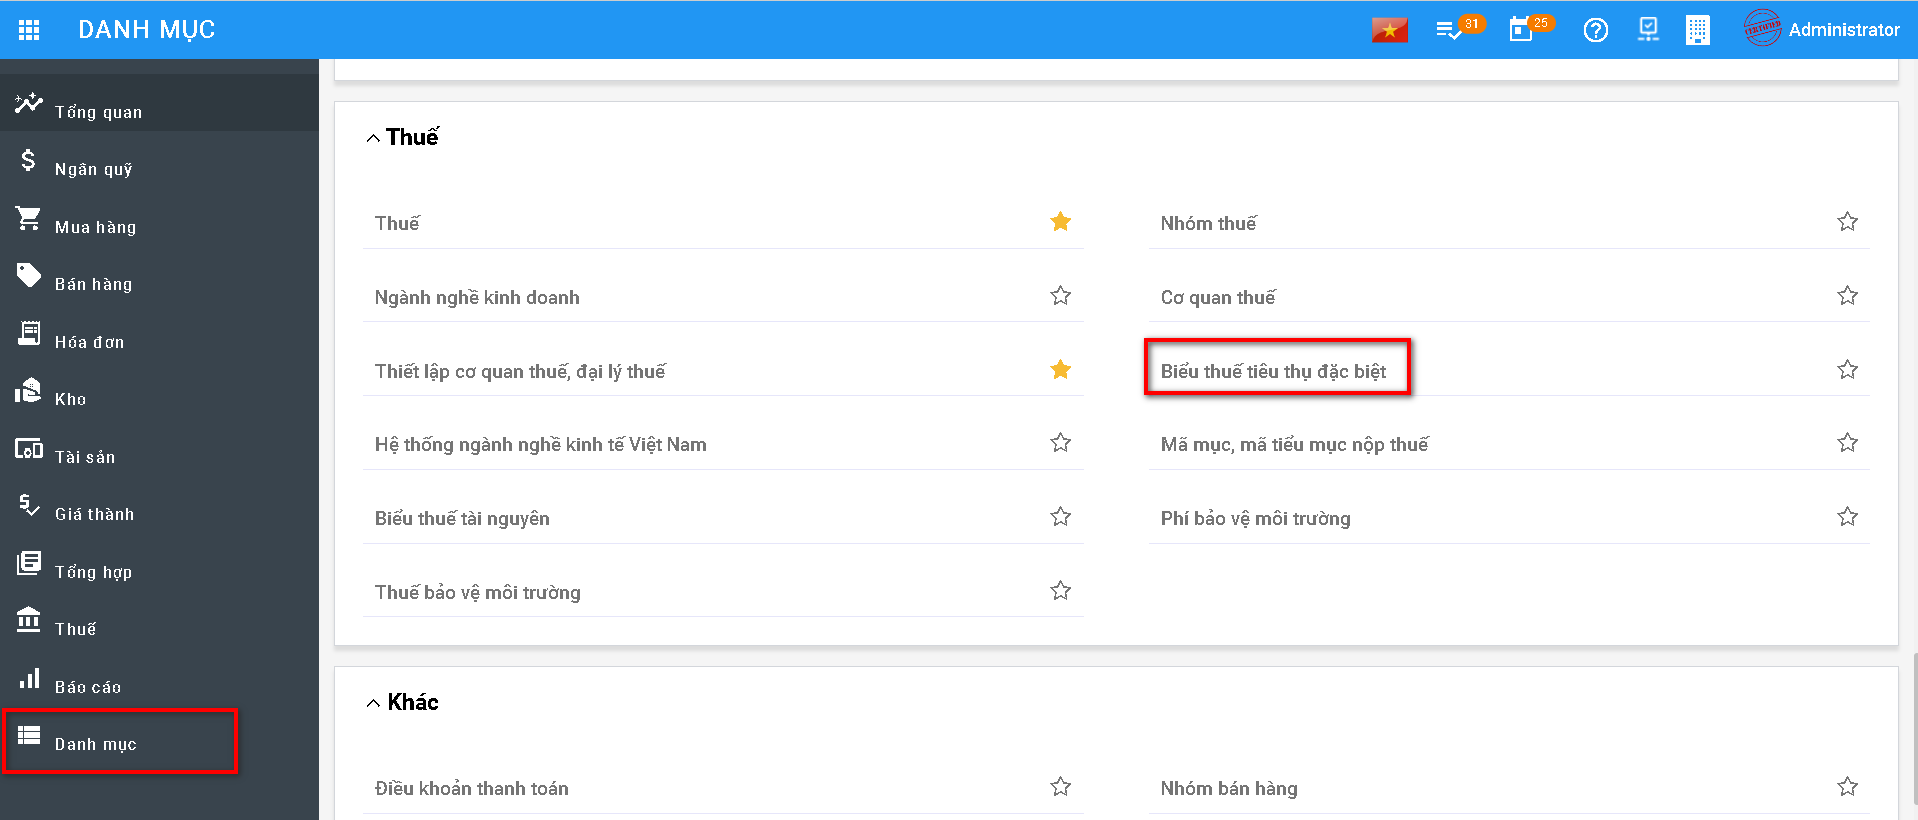 DANH MỤC
31
25
CERTIFIED
Administrator
Tổng quan
Ngân quỹ
Mua hàng
Bán hàng
Hóa đơn
Kho
Tài sản
Giá thành
Tổng hợp
Thuế
Báo cáo
Danh mục
Thuế
Thuế
Nhóm thuế
Ngành nghề kinh doanh
Cơ quan thuế
Thiết lập cơ quan thuế, đại lý thuế
Biểu thuế tiêu thụ đặc biệt
Hệ thống ngành nghề kinh tế Việt Nam
Mã mục, mã tiểu mục nộp thuế
Biểu thuế tài nguyên
Phí bảo vệ môi trường
Thuế bảo vệ môi trường
Khác
Điều khoản thanh toán
Nhóm bán hàng